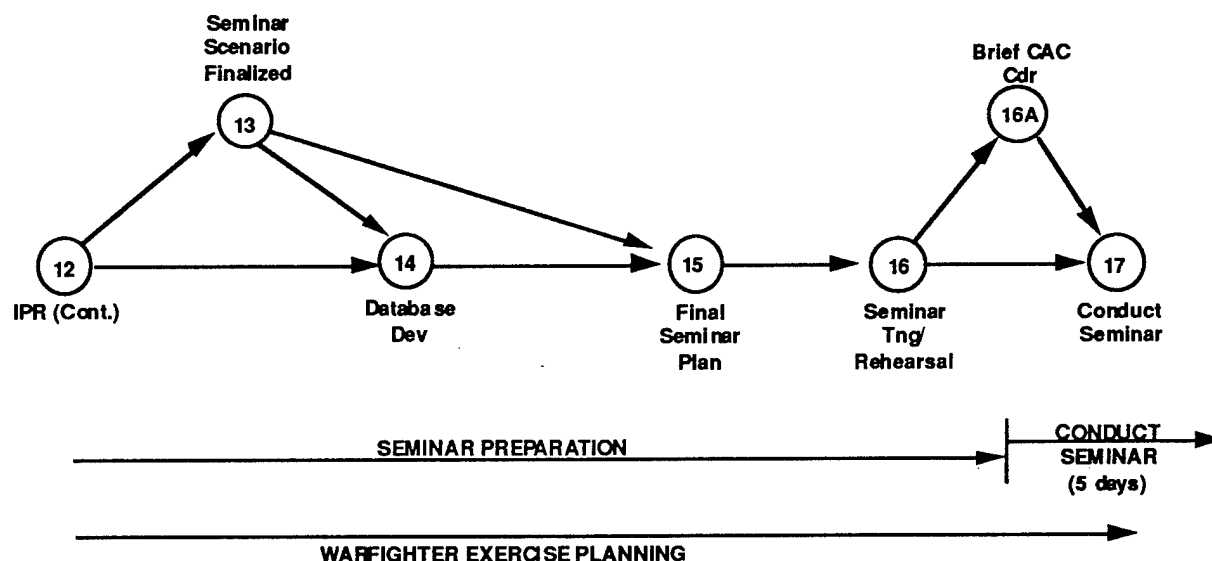 Seminar
Scenario
Finalized
13
Brief CAC
Cdr
16A
12
IPR (Cont.)
14
Database
Dev
15
Final
Seminar
Plan
16
Seminar
Tng/
Rehearsal
17
Conduct
Seminar
SEMINAR PREPARATION
CONDUCT
SEMINAR
(5 days)
WARFIGHTER EXERCISE PLANNING